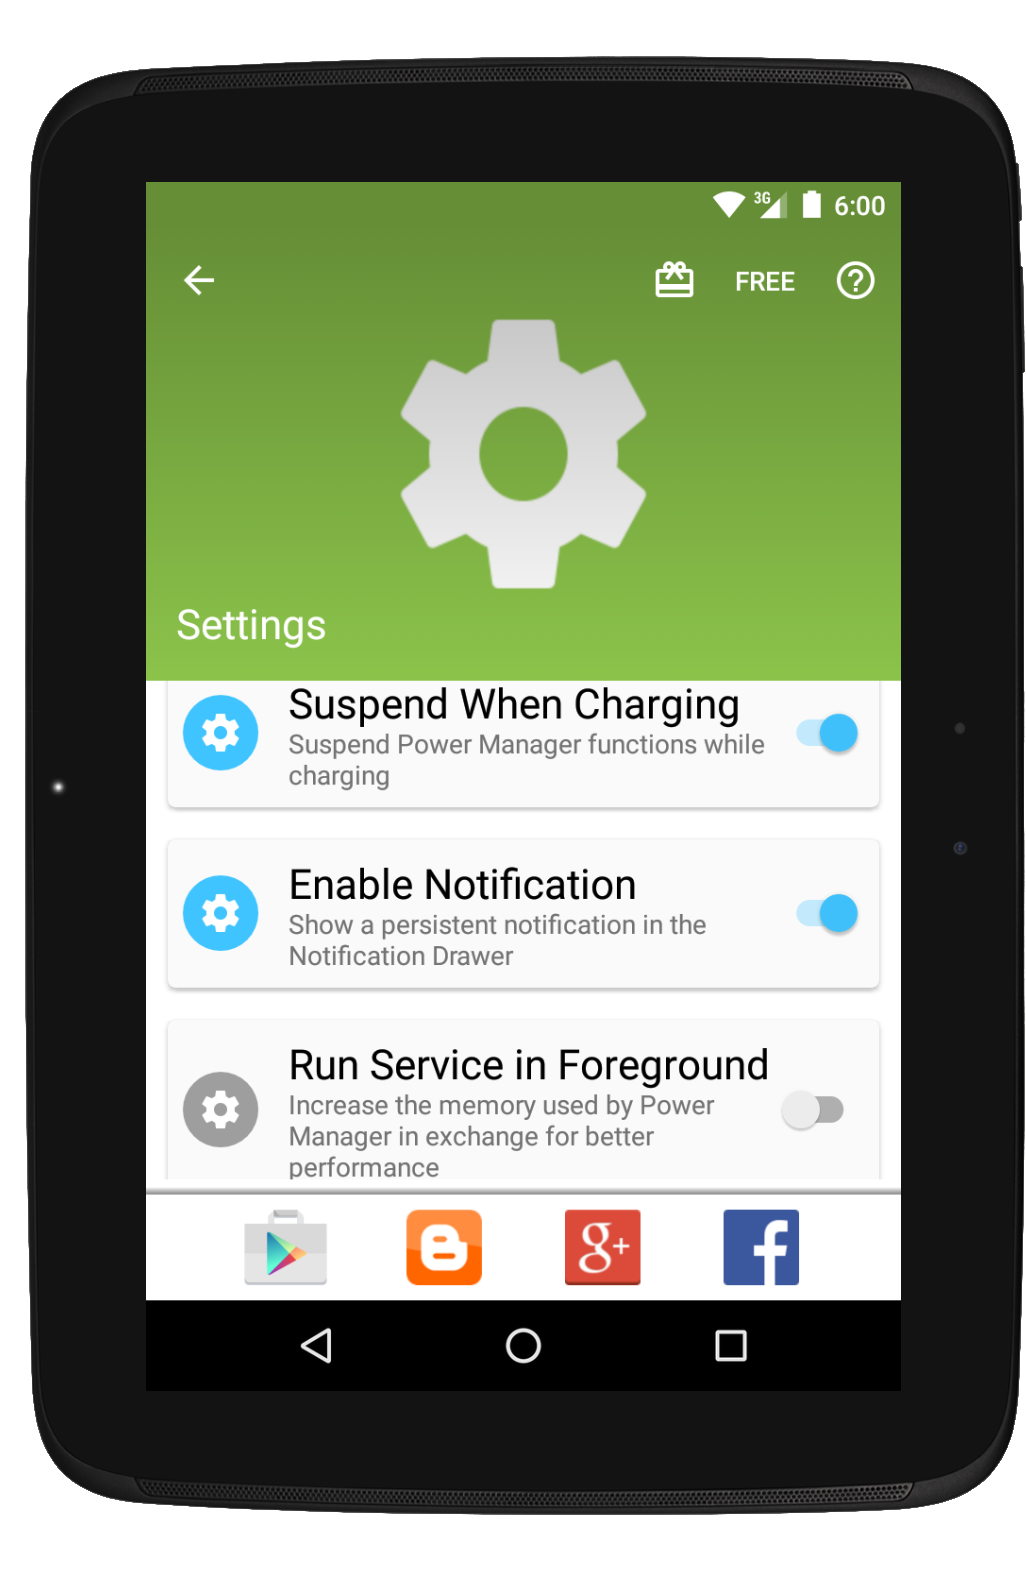 3G 6:00
FREE
Settings
Suspend When Charging
Suspend Power Manager functions while
charging
Enable Notification
Show a persistent notification in the
Notification Drawer
Run Service in Foreground
Increase the memory used by Power
Manager in exchange for better
performance
g+ f